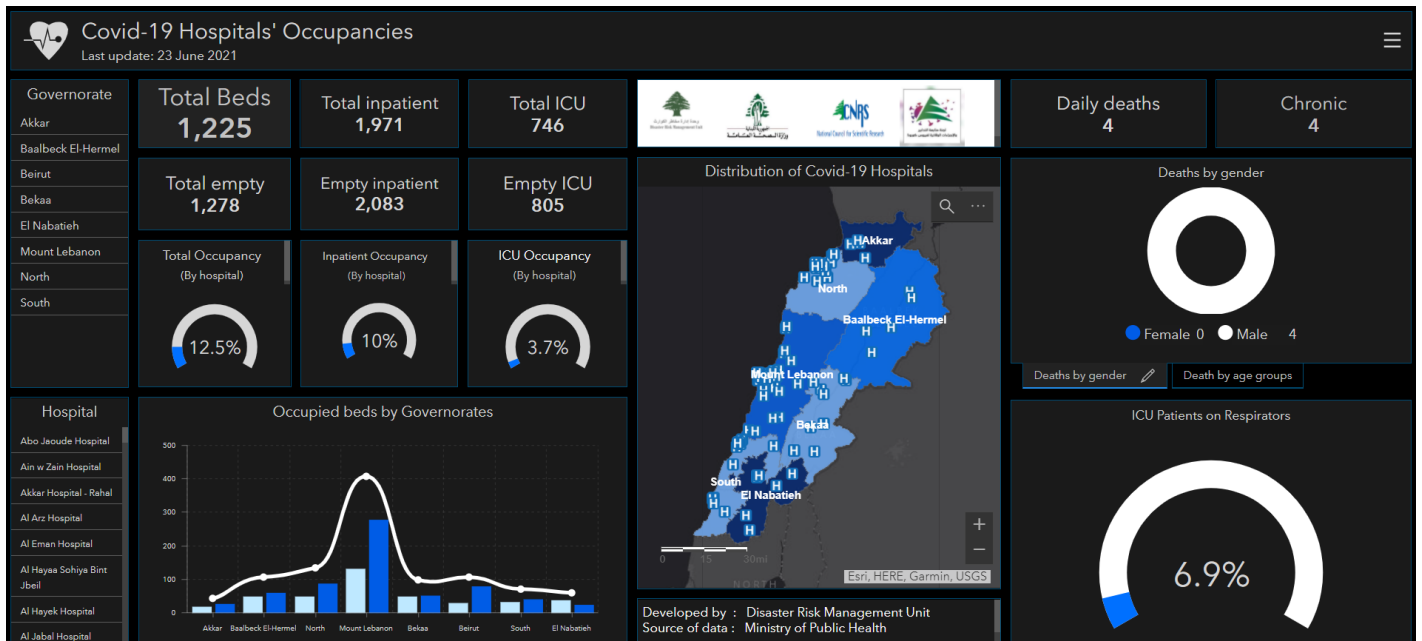 Covid-19 Hospitals' Occupancies
Last update: 23 June 2021
Governorate
Akkar
Baalbeck El-Hermel
Beirut
Bekaa
El Nabatieh
Mount Lebanon
North
South
Total Beds
1,225
Total inpatient
1,971
Total ICU
746
Total empty
1,278
Empty inpatient
2,083
Empty ICU
805
Total Occupancy
(By hospital)
12.5%
Inpatient Occupancy
(By hospital)
10%
ICU Occupancy
(By hospital)
3.7%
Disaster Risk Management Unit
CNRS
National Council for Scientific Research
Distribution of Covid-19 Hospitals
Akkar
North
Baalbeck El-Hermel
Mount Lebanon
Bekaa
South
El Nabatieh
0 15 30mi
NORTH
Esri, HERE, Garmin, USGS
Developed by : Disaster Risk Management Unit
Source of data : Ministry of Public Health
Daily deaths
4
Chronic
4
Deaths by gender
Female 0 Male 4
Deaths by gender
Death by age groups
ICU Patients on Respirators
6.9%
Hospital
Abo Jaoude Hospital
Ain w Zain Hospital
Akkar Hospital - Rahal
Al Arz Hospital
Al Eman Hospital
Al Hayaa Sohiya Bint
Jbeil
Al Hayek Hospital
Al Jabal Hospital
Occupied beds by Governorates
500
400
300
200
100
0
Akkar Baalbeck El-Hermel North Mount Lebanon Bekaa Beirut South El Nabatieh